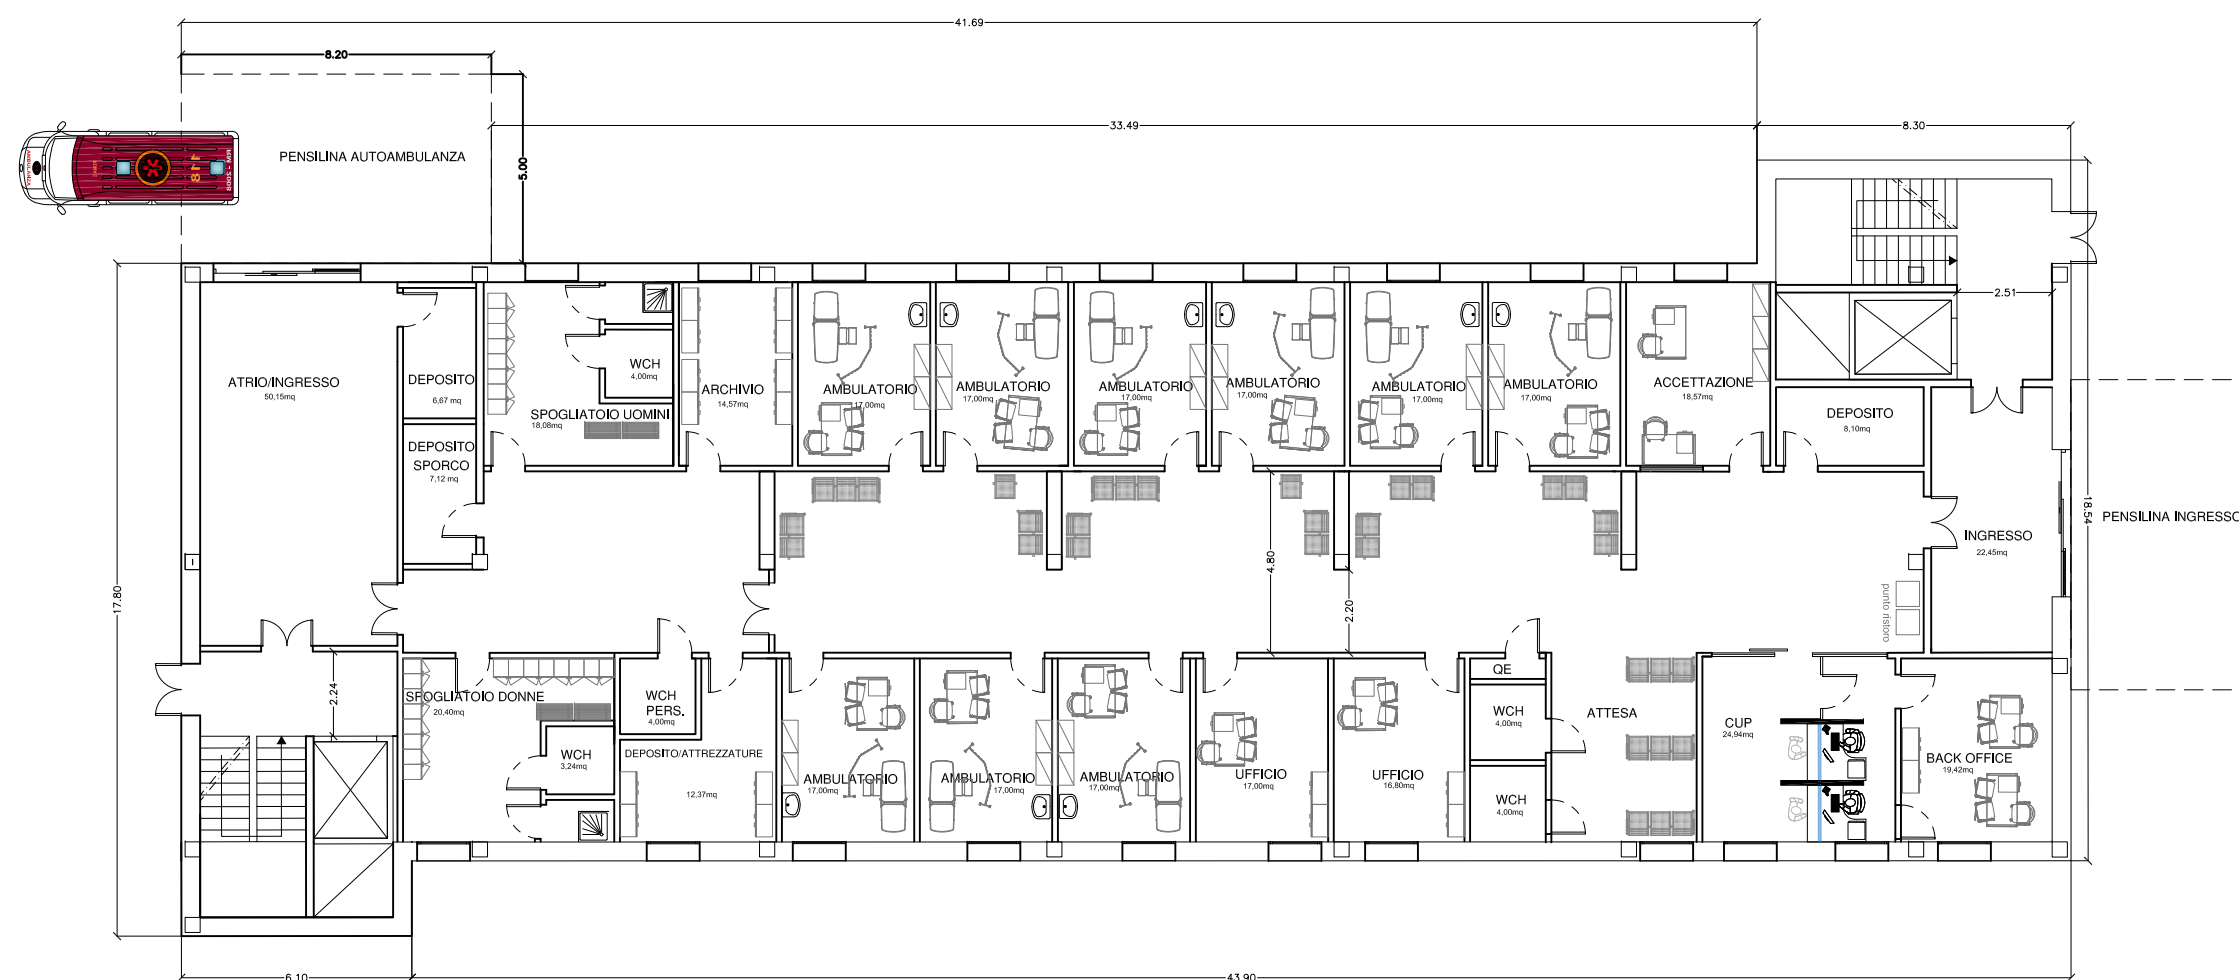 41.69
8.20
33.49
8.30
5.00
PENSILINA AUTOAMBULANZA
AMBULANZA
118
2.51
ATRIO/INGRESSO
50,15mq
DEPOSITO
6,67 mq
DEPOSITO
SPORCO
7,12 mq
WCH
4,00mq
SPOGLIATOIO UOMINI
18,08mq
ARCHIVIO
14,57mq
AMBULATORIO
17,00mq
AMBULATORIO
17,00mq
AMBULATORIO
17,00mq
AMBULATORIO
17,00mq
AMBULATORIO
17,00mq
AMBULATORIO
17,00mq
ACCETTAZIONE
18,57mq
DEPOSITO
8,10mq
INGRESSO
22,45mq
18.54
PENSILINA INGRESSO
17.80
4.80
2.20
punto ristoro
2.24
SPOGLIATOIO DONNE
20,40mq
WCH
PERS.
4,00mq
WCH
3,24mq
DEPOSITO/ATTREZZATURE
12,37mq
AMBULATORIO
17,00mq
AMBULATORIO
17,00mq
AMBULATORIO
17,00mq
UFFICIO
17,00mq
UFFICIO
16,80mq
QE
WCH
4,00mq
WCH
4,00mq
ATTESA
CUP
24,94mq
BACK OFFICE
19,42mq
6.10
43.90